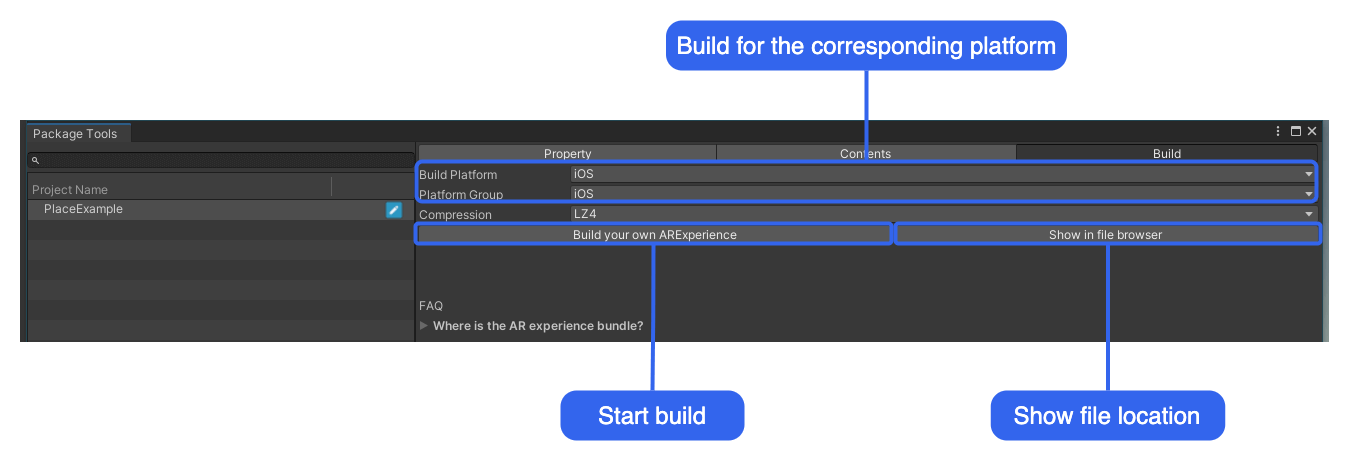 Build for the corresponding platform
Package Tools
Property Contents Build
Build Platform iOS
Platform Group iOS
Project Name
PlaceExample
Compression LZ4
Build your own ARExperience Show in file browser
FAQ
Where is the AR experience bundle?
Start build Show file location